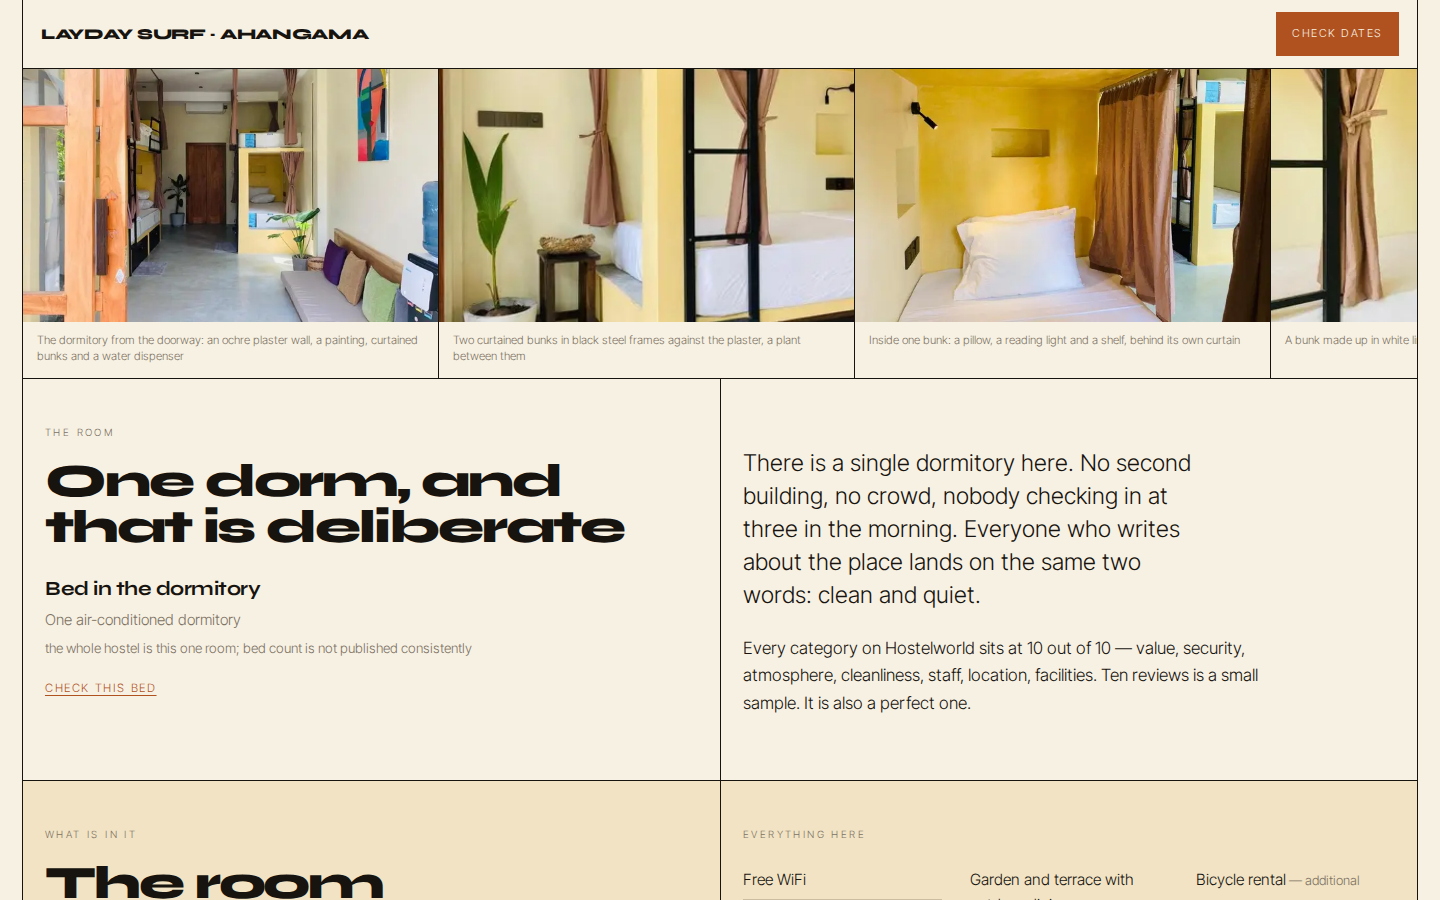 LAYDAY SURF · AHANGAMA
CHECK DATES
The dormitory from the doorway: an ochre plaster wall, a painting, curtained
bunks and a water dispenser
Two curtained bunks in black steel frames against the plaster, a plant
between them
Inside one bunk: a pillow, a reading light and a shelf, behind its own curtain
A bunk made up in white
THE ROOM
One dorm, and
that is deliberate
Bed in the dormitory
One air-conditioned dormitory
the whole hostel is this one room; bed count is not published consistently
CHECK THIS BED
There is a single dormitory here. No second
building, no crowd, nobody checking in at
three in the morning. Everyone who writes
about the place lands on the same two
words: clean and quiet.
Every category on Hostelworld sits at 10 out of 10 — value, security,
atmosphere, cleanliness, staff, location, facilities. Ten reviews is a small
sample. It is also a perfect one.
WHAT IS IN IT
The room
EVERYTHING HERE
Free WiFi
Garden and terrace with
Bicycle rental — additional